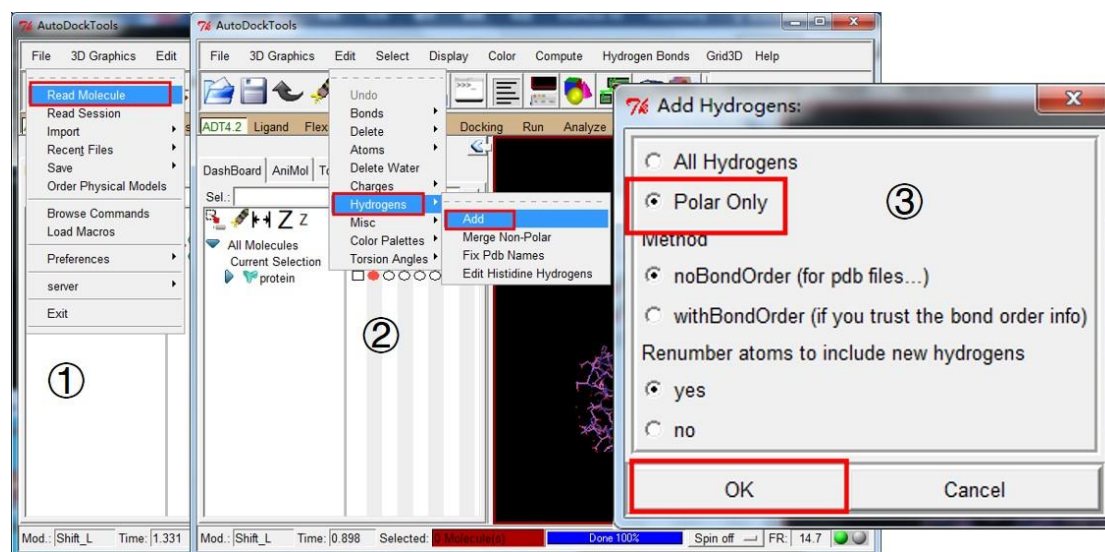 AutoDockTools
File 3D Graphics Edit
Read Molecule
Read Session
Import
Recent Files
Save
Order Physical Models
Browse Commands
Load Macros
Preferences
server
Exit
①
Mod.: Shift_L Time: 1.331
AutoDockTools
File 3D Graphics Edit Select Display Color Compute Hydrogen Bonds Grid3D Help
ADT4.2 Ligand Flex Docking Run Analyze
DashBoard AniMol
Sel.:
Z Z
All Molecules
Current Selection
protein
Undo
Bonds
Delete
Atoms
Delete Water
Charges
Hydrogens
Misc
Color Palettes
Torsion Angles
Add
Merge Non-Polar
Fix Pdb Names
Edit Histidine Hydrogens
②
Mod.: Shift_L Time: 0.898 Selected: 0 Molecule(s) Done 100% Spin off FR: 14.7
Add Hydrogens:
All Hydrogens
Polar Only
③
Method
noBondOrder (for pdb files...)
withBondOrder (if you trust the bond order info)
Renumber atoms to include new hydrogens
yes
no
OK Cancel